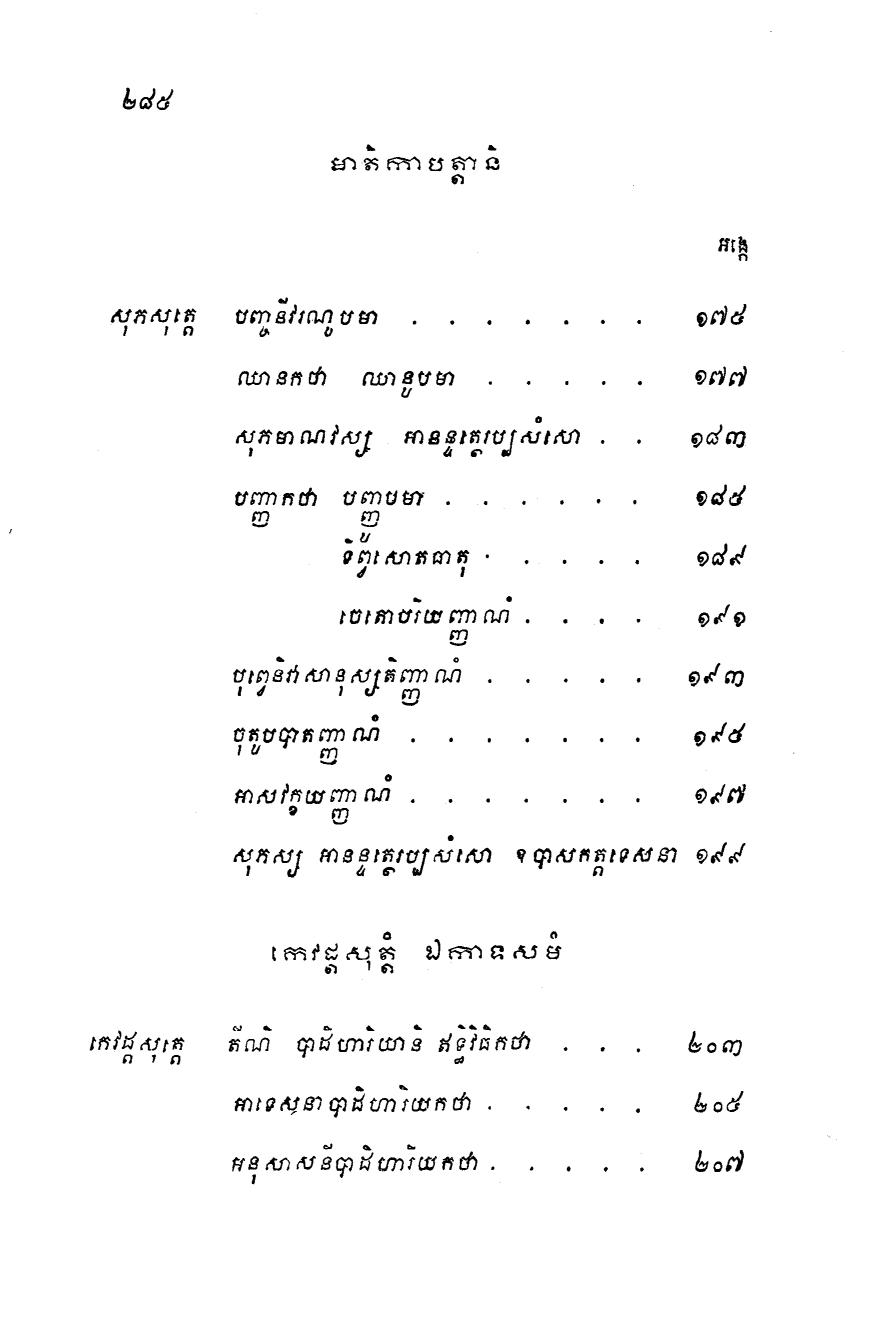 ២៨៥
មាតិកាបត្តានិ
អង្កេ
សុភសុត្តេ បញ្ចនីវរណូបមា . . . . . . . ១៧៥
ឈានកថា ឈានូបមា . . . . . ១៧៧
សុភមាណវស្ស អានន្ទត្ថេរប្បសំសោ . . ១៨៣
បញ្ញាកថា បញ្ញូបមា . . . . . . ១៨៥
ទិព្វសោតធាតុ . . . . . ១៨៩
ចេតោបរិយញ្ញាណំ . . . . ១៩១
បុព្វេនិវាសានុស្សតិញ្ញាណំ . . . . . ១៩៣
ចុតូបបាតញ្ញាណំ . . . . . . . ១៩៥
អាសវក្ខយញ្ញាណំ . . . . . . . ១៩៧
សុភស្ស អានន្ទត្ថេរប្បសំសោ ឧបាសកត្តទេសនា ១៩៩
កេវដ្តសុត្តំ ឯកាទសមំ
កេវដ្តសុត្តេ តីណិ បាដិហារិយានិ ឥទ្ធិវិធិកថា . . . ២០៣
អាទេសនាបាដិហារិយកថា . . . . . ២០៥
អនុសាសនីបាដិហារិយកថា . . . . . ២០៧